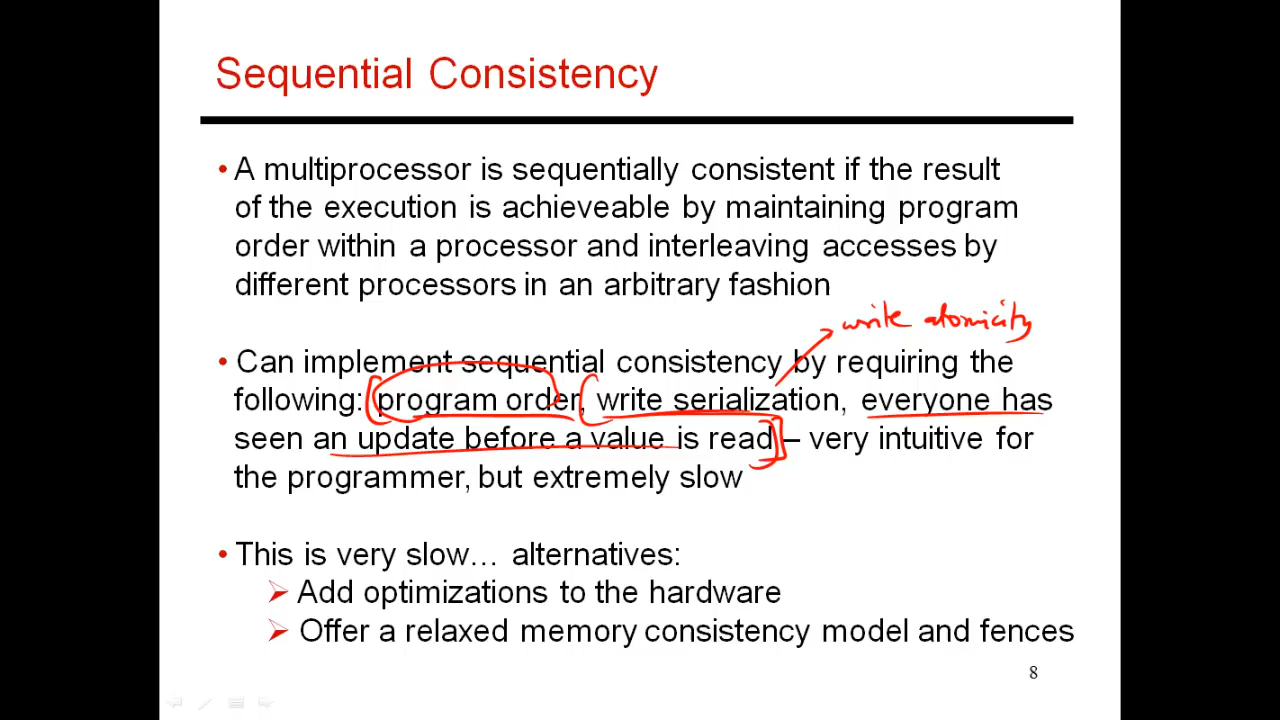 Sequential Consistency
• A multiprocessor is sequentially consistent if the result
of the execution is achieveable by maintaining program
order within a processor and interleaving accesses by
different processors in an arbitrary fashion
write atomicity
• Can implement sequential consistency by requiring the
following: program order, write serialization, everyone has
seen an update before a value is read – very intuitive for
the programmer, but extremely slow
• This is very slow… alternatives:
➢ Add optimizations to the hardware
➢ Offer a relaxed memory consistency model and fences
8